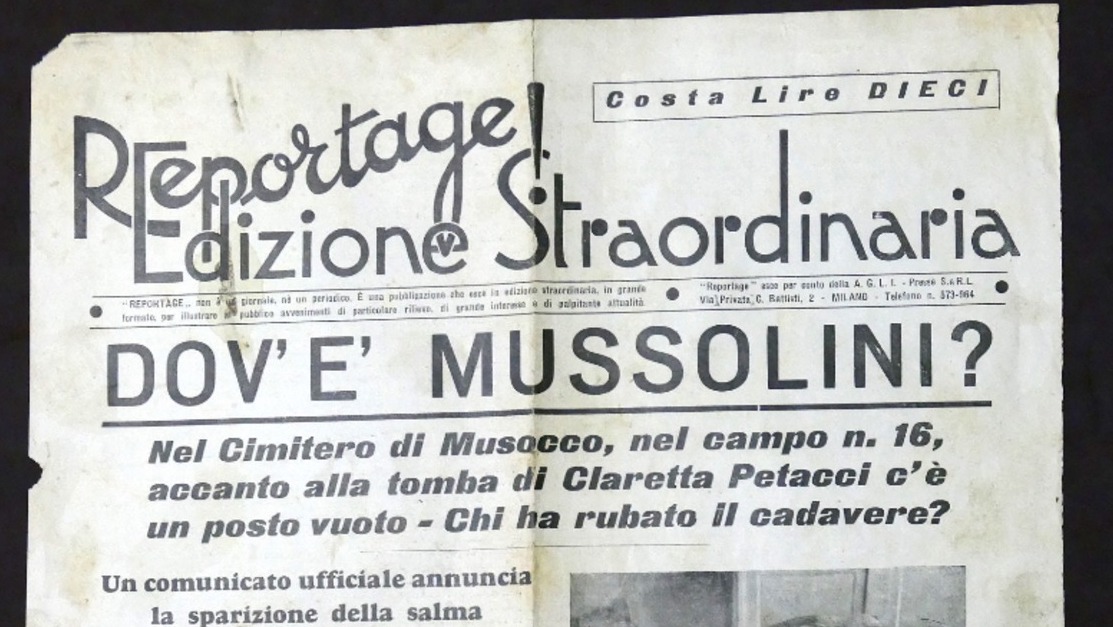 Reportage!
Costa Lire DIECI
Edizione Straordinaria
"REPORTAGE„ non è un giornale, nè un periodico. È una pubblicazione che esce in edizione straordinaria, in grande
formato, per illustrare al pubblico avvenimenti di particolare rilievo, di grande interesse e di palpitante attualità
"Reportage" esce per conto della A. G. L. I. - Presse S.a R.L.
Via Privata C. Battisti, 2 - MILANO - Telefono n. 573-964
DOV'E' MUSSOLINI?
Nel Cimitero di Musocco, nel campo n. 16,
accanto alla tomba di Claretta Petacci c'è
un posto vuoto - Chi ha rubato il cadavere?
Un comunicato ufficiale annuncia
la sparizione della salma